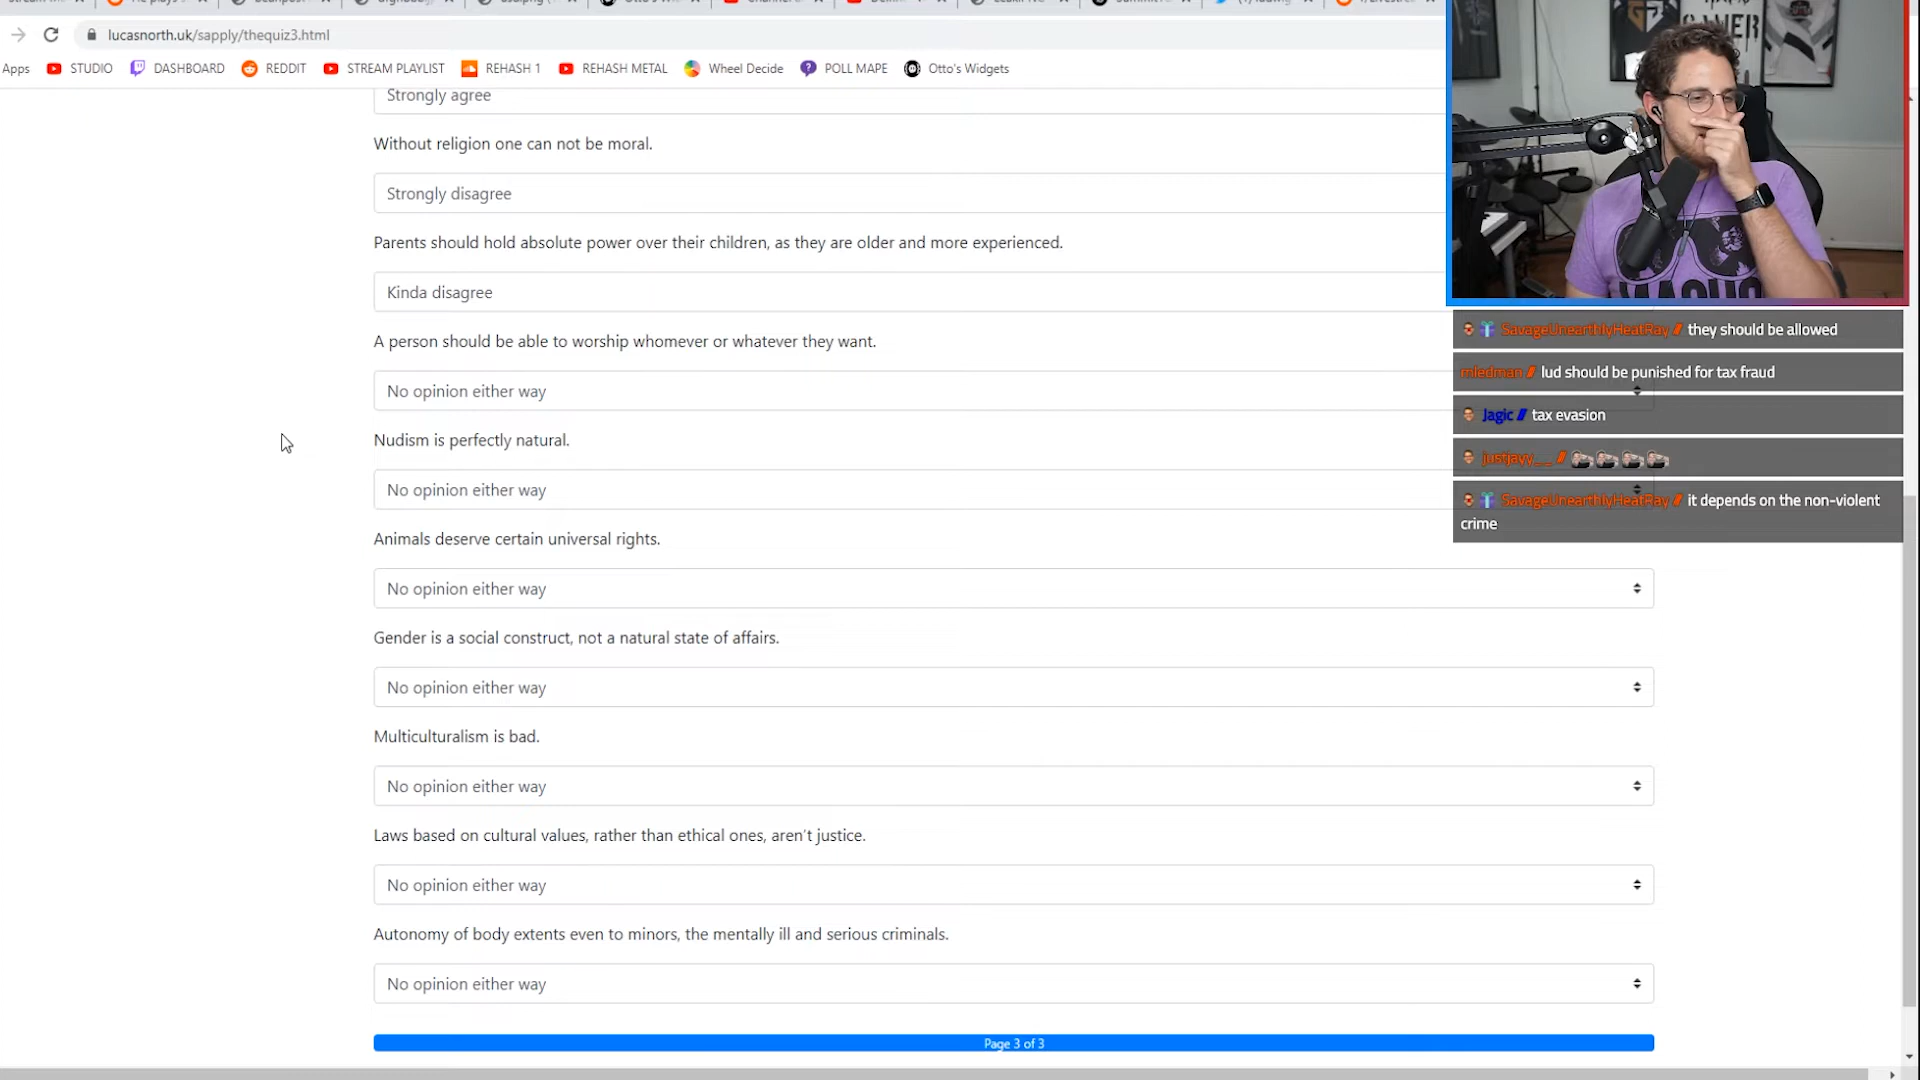 lucasnorth.uk/sapply/thequiz3.html
Apps STUDIO DASHBOARD REDDIT STREAM PLAYLIST REHASH 1 REHASH METAL Wheel Decide POLL MAPE Otto's Widgets
Strongly agree
Without religion one can not be moral.
Strongly disagree
Parents should hold absolute power over their children, as they are older and more experienced.
Kinda disagree
A person should be able to worship whomever or whatever they want.
No opinion either way
Nudism is perfectly natural.
No opinion either way
Animals deserve certain universal rights.
No opinion either way
Gender is a social construct, not a natural state of affairs.
No opinion either way
Multiculturalism is bad.
No opinion either way
Laws based on cultural values, rather than ethical ones, aren't justice.
No opinion either way
Autonomy of body extents even to minors, the mentally ill and serious criminals.
No opinion either way
Page 3 of 3
GAMER
SavageUnearthlyHeatRay // they should be allowed
mledman // lud should be punished for tax fraud
Jagic // tax evasion
justjayy__ //
SavageUnearthlyHeatRay // it depends on the non-violent
crime